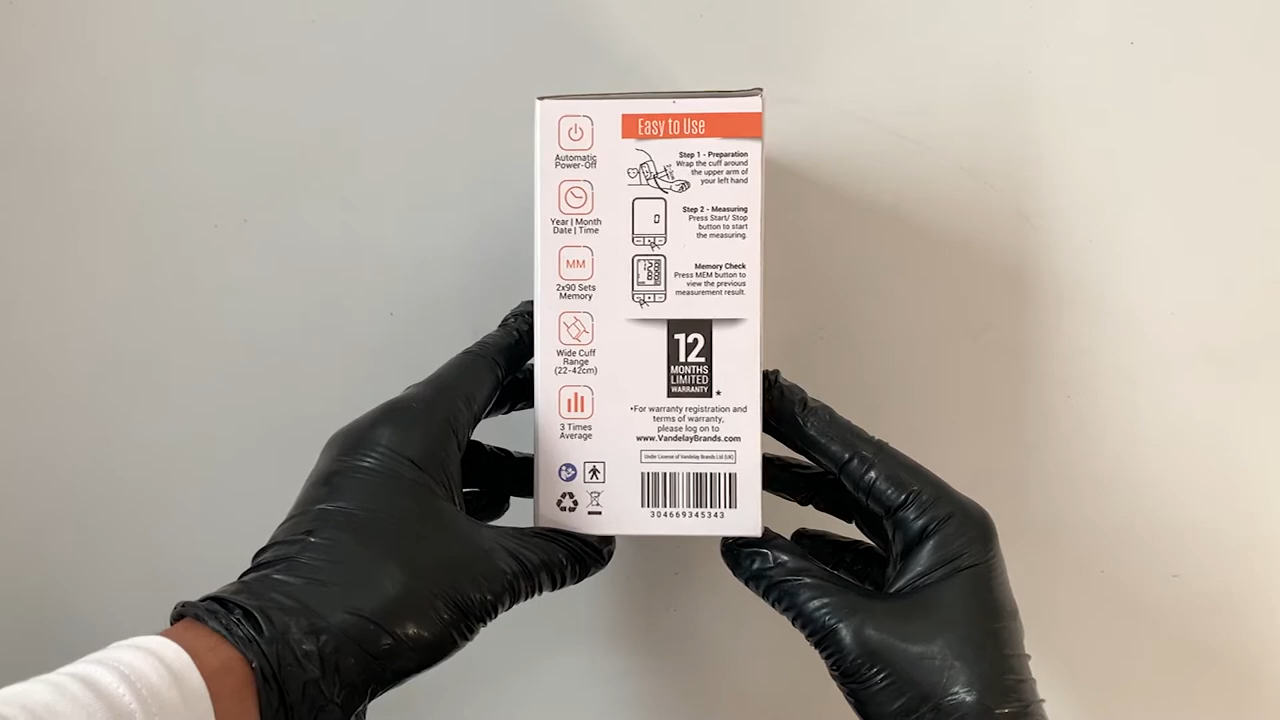 Automatic
Power-Off
Year | Month
Date | Time
MM
2x90 Sets
Memory
Wide Cuff
Range
(22-42cm)
3 Times
Average
Easy to Use
Step 1 - Preparation
Wrap the cuff around
the upper arm of
your left hand
Step 2 - Measuring
Press Start/ Stop
button to start
the measuring.
Memory Check
Press MEM button to
view the previous
measurement result.
12
MONTHS
LIMITED
WARRANTY
*
*For warranty registration and
terms of warranty,
please log on to
www.VandelayBrands.com
Under License of Vandelay Brands Ltd (UK)
304669345343